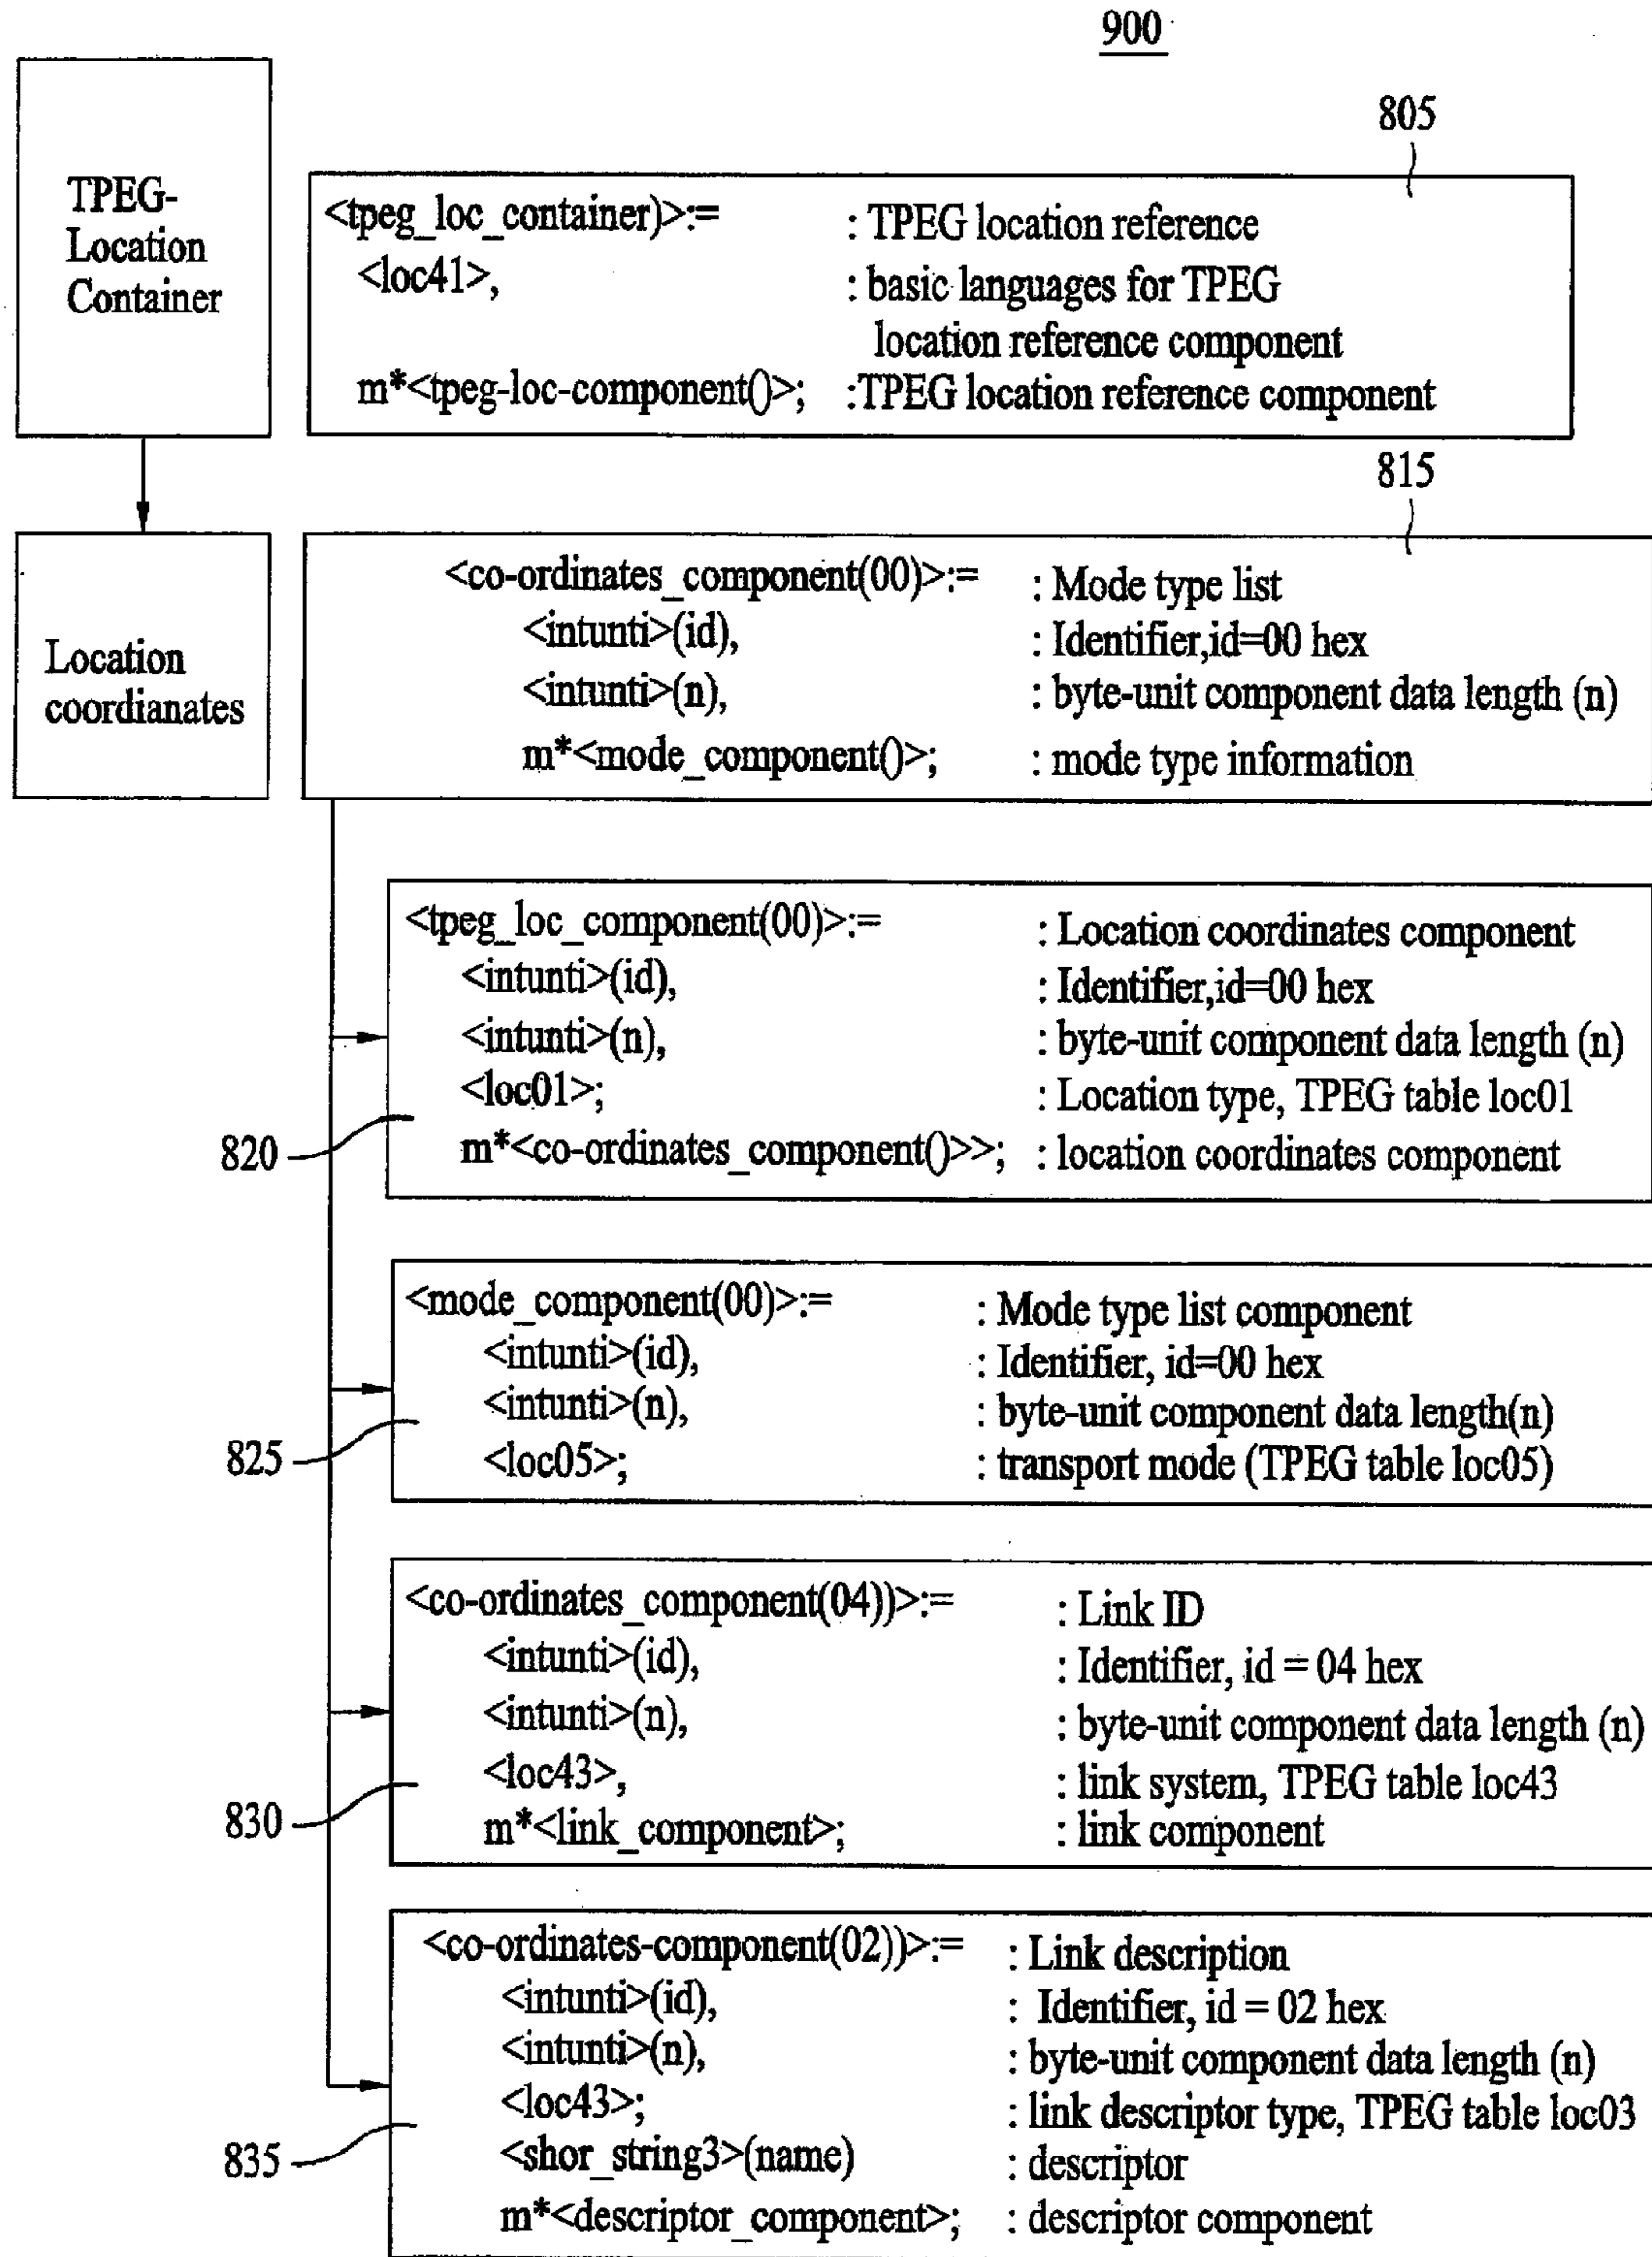 900
TPEG-
Location
Container
805
<tpeg_loc_container)>:= : TPEG location reference
<loc41>, : basic languages for TPEG
location reference component
m*<tpeg-loc-component()>; :TPEG location reference component
Location
coordianates
815
<co-ordinates_component(00)>:= : Mode type list
<intunti>(id), : Identifier,id=00 hex
<intunti>(n), : byte-unit component data length (n)
m*<mode_component()>; : mode type information
<tpeg_loc_component(00)>:= : Location coordinates component
<intunti>(id), : Identifier,id=00 hex
<intunti>(n), : byte-unit component data length (n)
<loc01>; : Location type, TPEG table loc01
m*<co-ordinates_component()>>; : location coordinates component
820
<mode_component(00)>:= : Mode type list component
<intunti>(id), : Identifier, id=00 hex
<intunti>(n), : byte-unit component data length(n)
<loc05>; : transport mode (TPEG table loc05)
825
<co-ordinates_component(04))>:= : Link ID
<intunti>(id), : Identifier, id = 04 hex
<intunti>(n), : byte-unit component data length (n)
<loc43>, : link system, TPEG table loc43
m*<link_component>; : link component
830
<co-ordinates-component(02))>:= : Link description
<intunti>(id), : Identifier, id = 02 hex
<intunti>(n), : byte-unit component data length (n)
<loc43>; : link descriptor type, TPEG table loc03
<shor_string3>(name) : descriptor
m*<descriptor_component>; : descriptor component
835